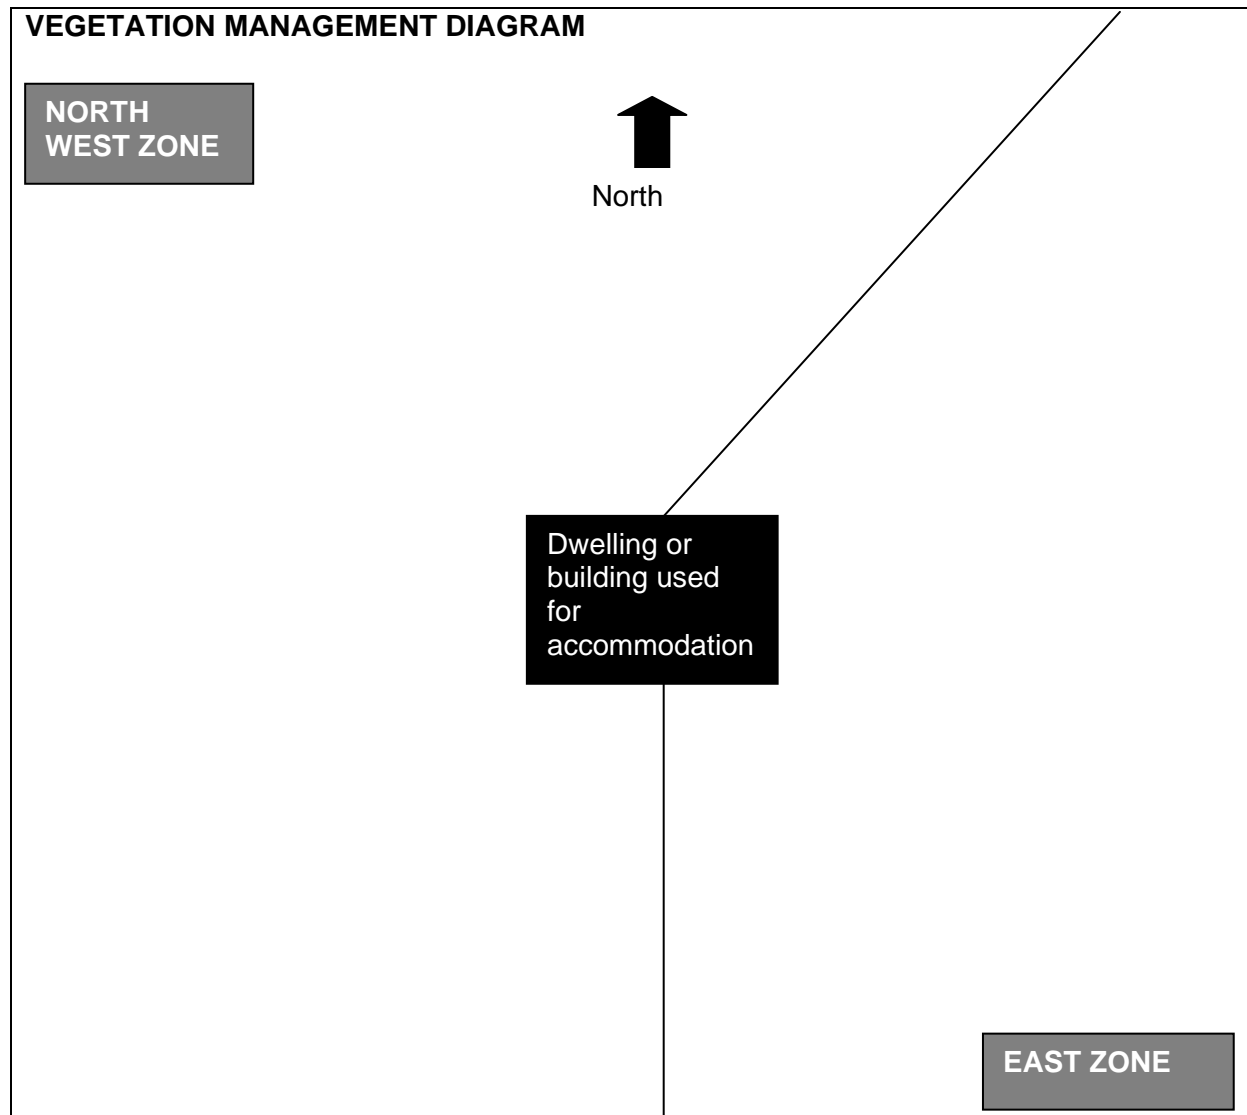 VEGETATION MANAGEMENT DIAGRAM
NORTH
WEST ZONE
North
Dwelling or
building used
for
accommodation
EAST ZONE